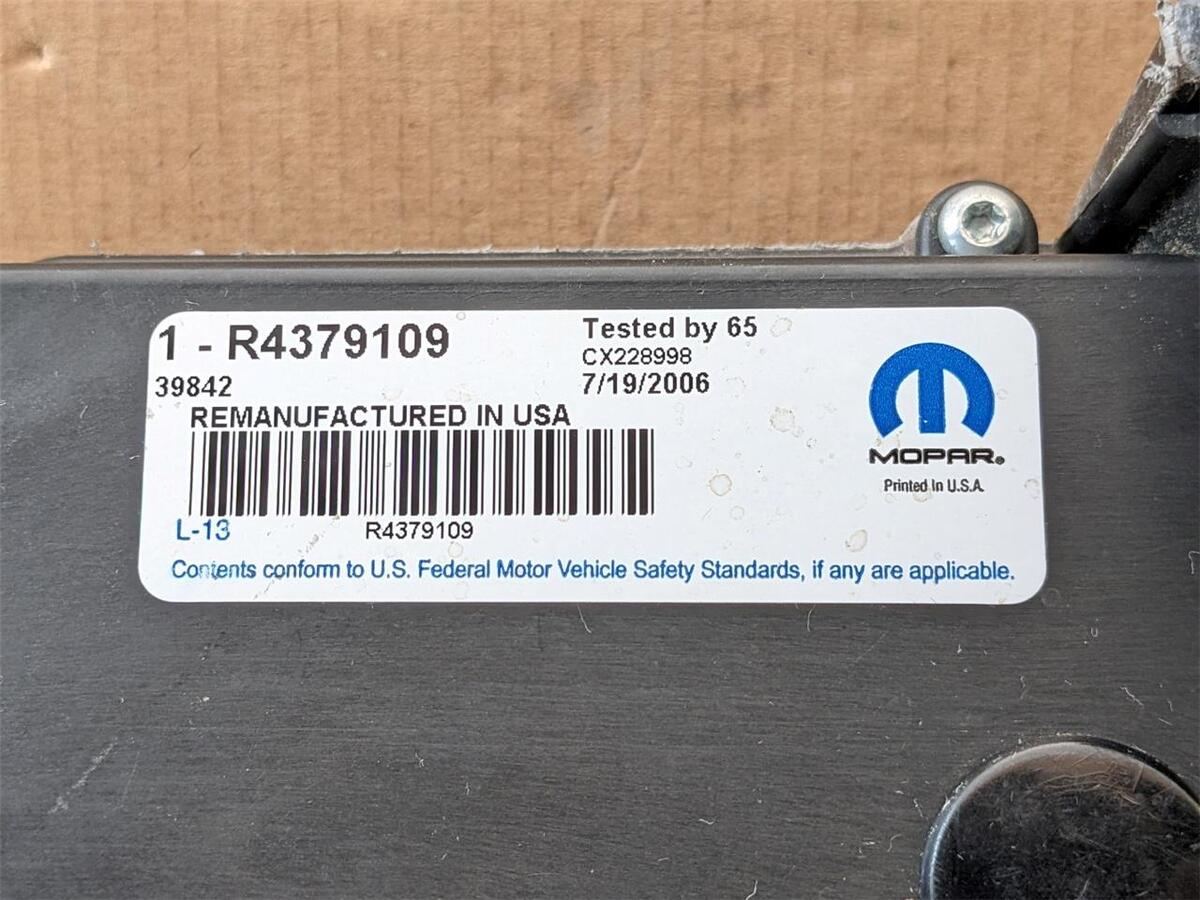 1 - R4379109
39842
Tested by 65
CX228998
7/19/2006
REMANUFACTURED IN USA
L-13
R4379109
MOPAR®
Printed in U.S.A.
Contents conform to U.S. Federal Motor Vehicle Safety Standards, if any are applicable.